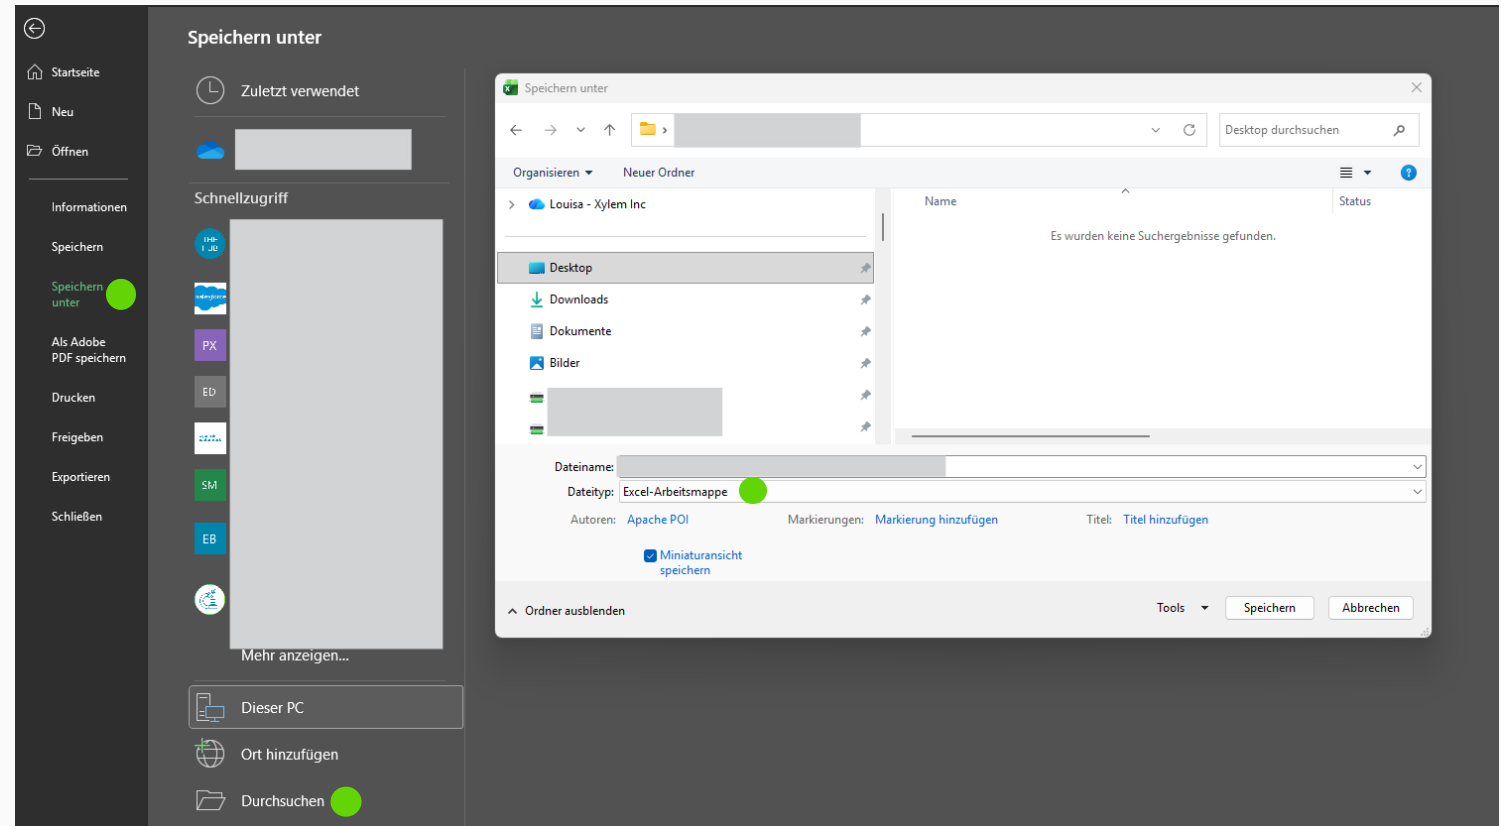 Speichern unter
Startseite
Neu
Öffnen
Informationen
Speichern
Speichern
unter
Als Adobe
PDF speichern
Drucken
Freigeben
Exportieren
Schließen
Zuletzt verwendet
Schnellzugriff
PX
ED
SM
EB
Mehr anzeigen...
Dieser PC
Ort hinzufügen
Durchsuchen
Speichern unter
Desktop durchsuchen
Organisieren
Neuer Ordner
Louisa - Xylem Inc
Desktop
Downloads
Dokumente
Bilder
Name
Status
Es wurden keine Suchergebnisse gefunden.
Dateiname:
Dateityp: Excel-Arbeitsmappe
Autoren: Apache POI
Markierungen: Markierung hinzufügen
Titel: Titel hinzufügen
Miniaturansicht
speichern
Ordner ausblenden
Tools
Speichern
Abbrechen